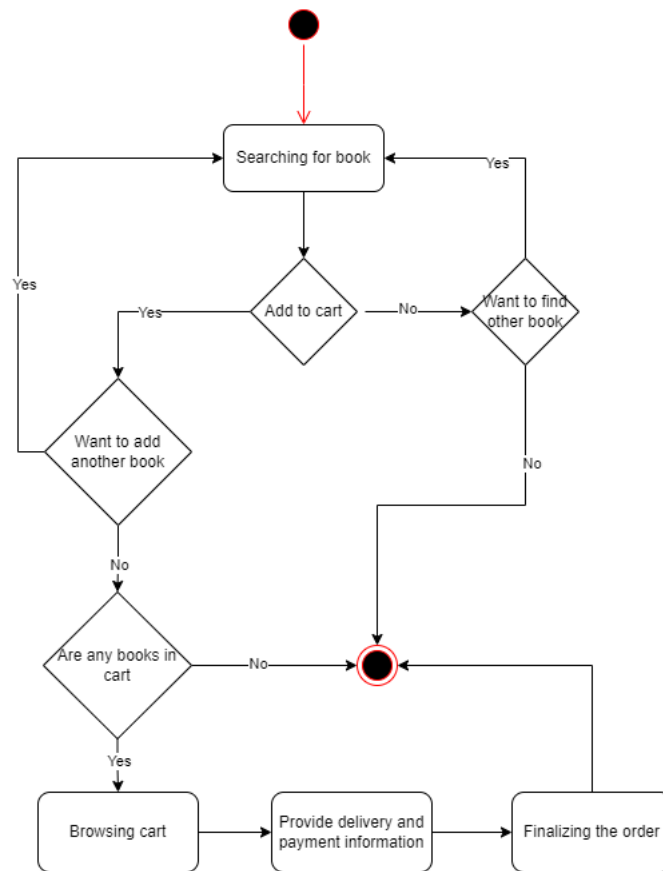 Searching for book
Yes
Yes
Add to cart
No
Want to find
other book
Yes
Want to add
another book
No
No
Are any books in
cart
No
Yes
Browsing cart
Provide delivery and
payment information
Finalizing the order